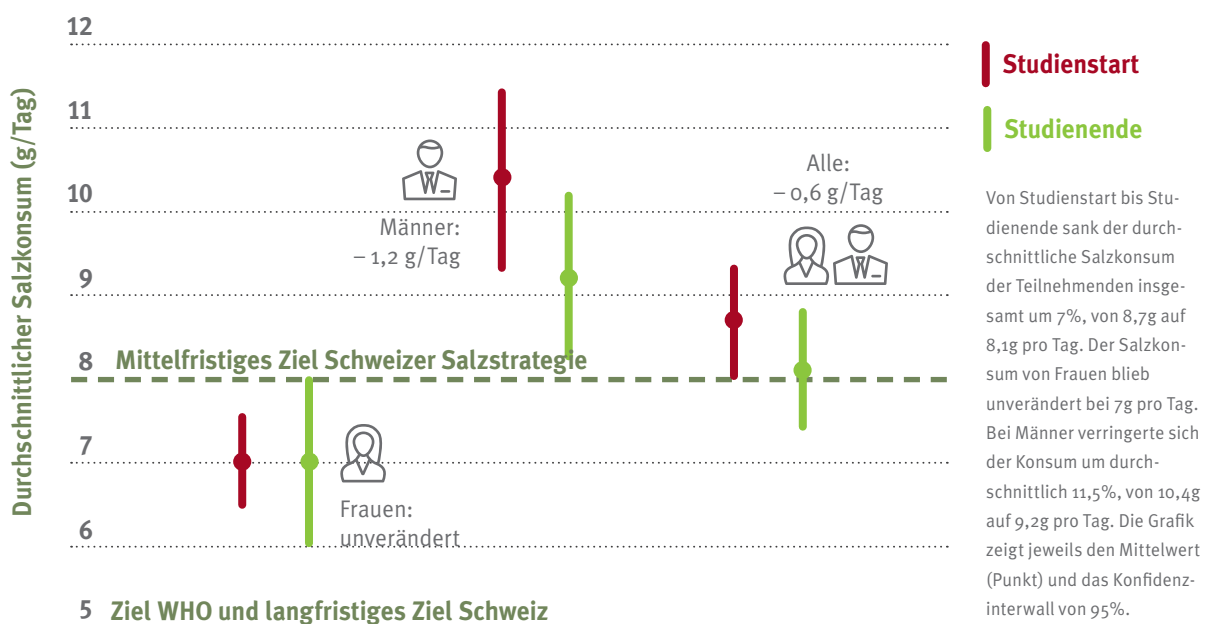 Durchschnittlicher Salzkonsum (g/Tag)
12
11
10
9
8
7
6
5
Männer:
– 1,2 g/Tag
Alle:
– 0,6 g/Tag
Mittelfristiges Ziel Schweizer Salzstrategie
Frauen:
unverändert
Ziel WHO und langfristiges Ziel Schweiz
Studienstart
Studienende
Von Studienstart bis Stu-
dienende sank der durch-
schnittliche Salzkonsum
der Teilnehmenden insge-
samt um 7%, von 8,7g auf
8,1g pro Tag. Der Salzkon-
sum von Frauen blieb
unverändert bei 7g pro Tag.
Bei Männer verringerte sich
der Konsum um durch-
schnittlich 11,5%, von 10,4g
auf 9,2g pro Tag. Die Grafik
zeigt jeweils den Mittelwert
(Punkt) und das Konfidenz-
interwall von 95%.